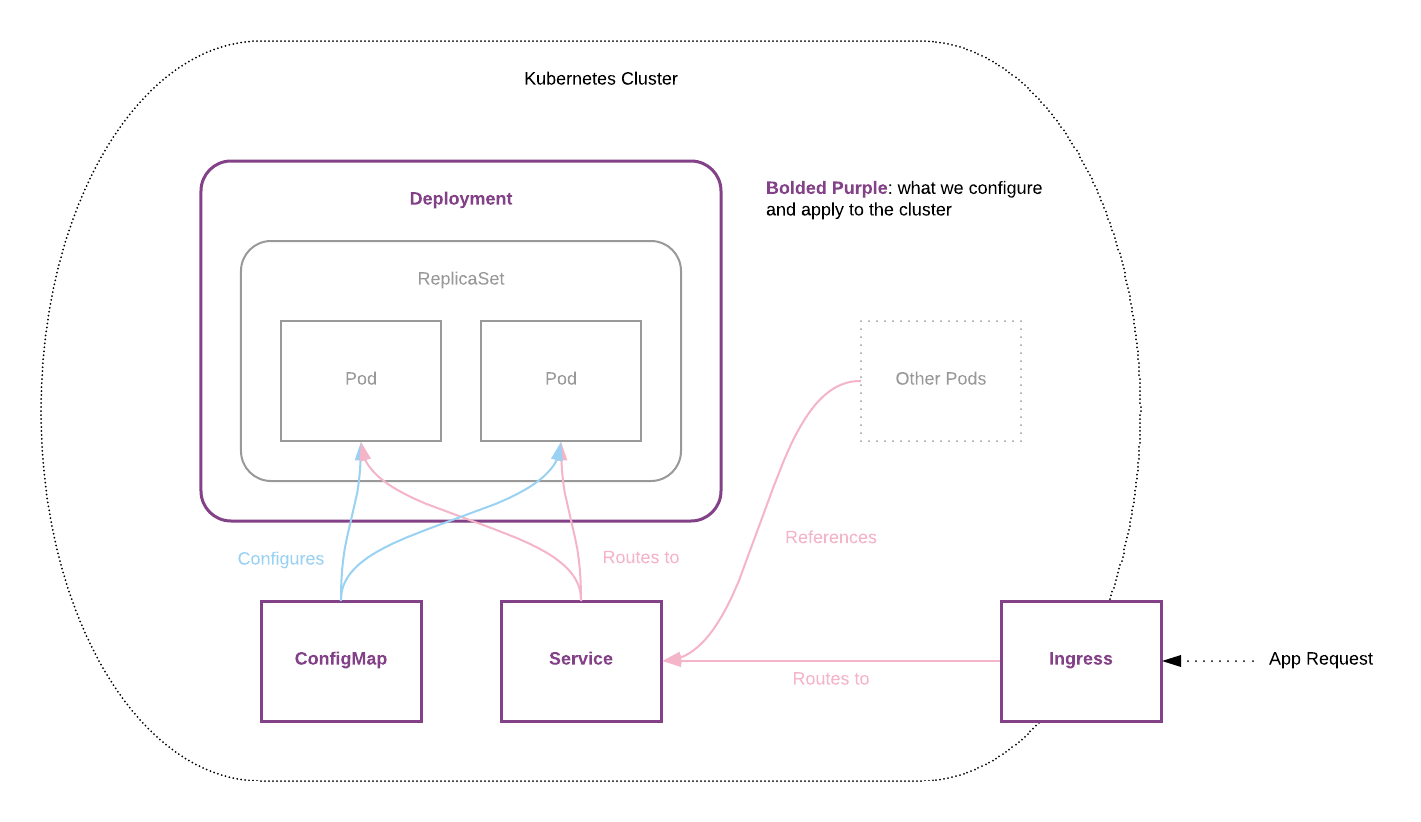 Kubernetes Cluster
Deployment
Bolded Purple: what we configure
and apply to the cluster
ReplicaSet
Pod
Pod
Other Pods
References
Configures
Routes to
ConfigMap
Service
Routes to
Ingress
App Request